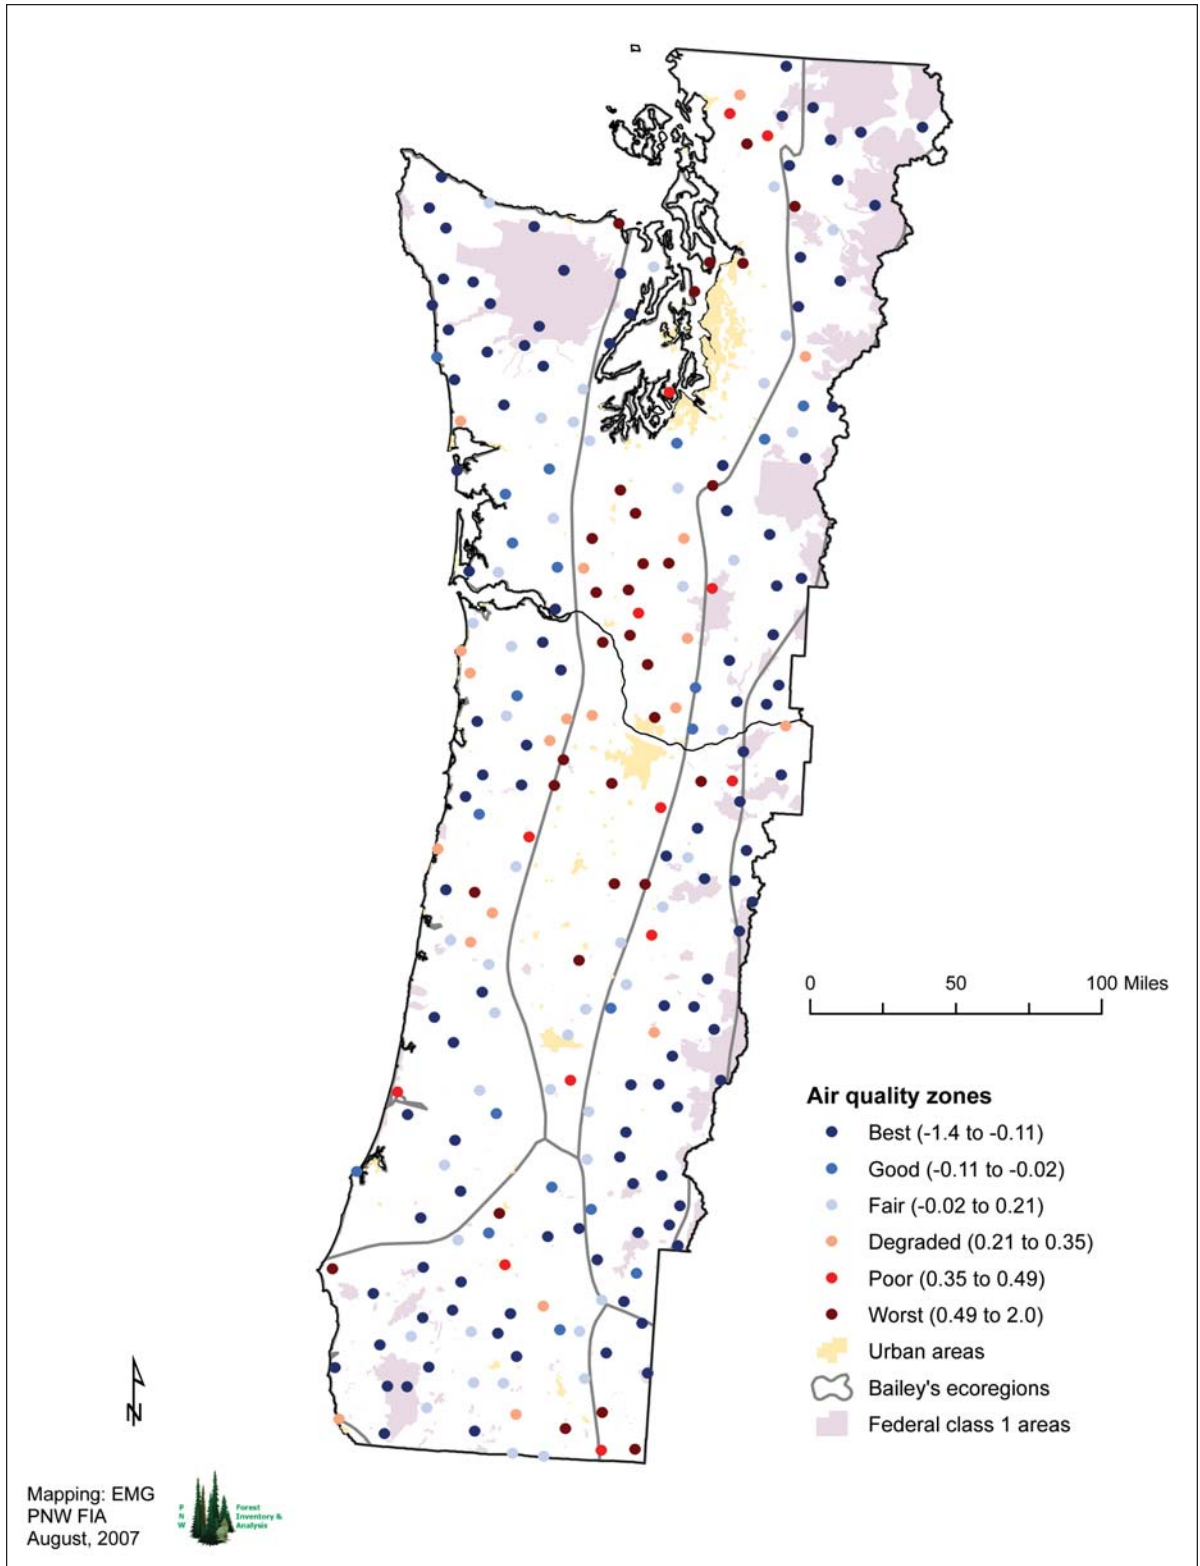 0 50 100 Miles
Air quality zones
Best (-1.4 to -0.11)
Good (-0.11 to -0.02)
Fair (-0.02 to 0.21)
Degraded (0.21 to 0.35)
Poor (0.35 to 0.49)
Worst (0.49 to 2.0)
Urban areas
Bailey's ecoregions
Federal class 1 areas
N
Mapping: EMG
PNW FIA
August, 2007
P
N
W
Forest
Inventory &
Analysis